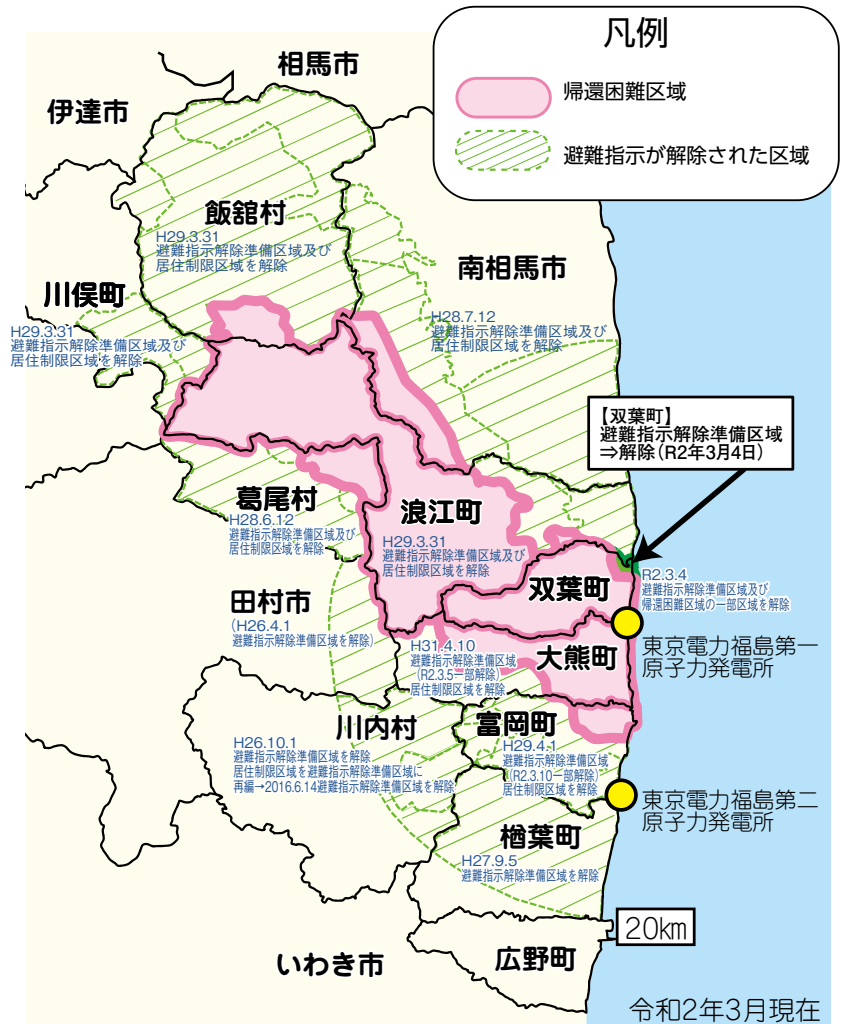 凡例
帰還困難区域
避難指示が解除された区域
相馬市
伊達市
飯舘村
H29.3.31
避難指示解除準備区域及び
居住制限区域を解除
南相馬市
川俣町
H29.3.31
避難指示解除準備区域及び
居住制限区域を解除
H28.7.12
避難指示解除準備区域及び
居住制限区域を解除
【双葉町】
避難指示解除準備区域
⇒解除(R2年3月4日)
葛尾村
H28.6.12
避難指示解除準備区域及び
居住制限区域を解除
浪江町
H29.3.31
避難指示解除準備区域及び
居住制限区域を解除
双葉町
R2.3.4
避難指示解除準備区域及び
帰還困難区域の一部区域を解除
田村市
(H26.4.1
避難指示解除準備区域を解除)
東京電力福島第一
原子力発電所
大熊町
H31.4.10
避難指示解除準備区域
(R2.3.5一部解除)
居住制限区域を解除
川内村
H26.10.1
避難指示解除準備区域を解除
居住制限区域を避難指示解除準備区域に
再編→2016.6.14避難指示解除準備区域を解除
富岡町
H29.4.1
避難指示解除準備区域
(R2.3.10一部解除)
居住制限区域を解除
東京電力福島第二
原子力発電所
楢葉町
H27.9.5
避難指示解除準備区域を解除
20km
いわき市
広野町
令和2年3月現在